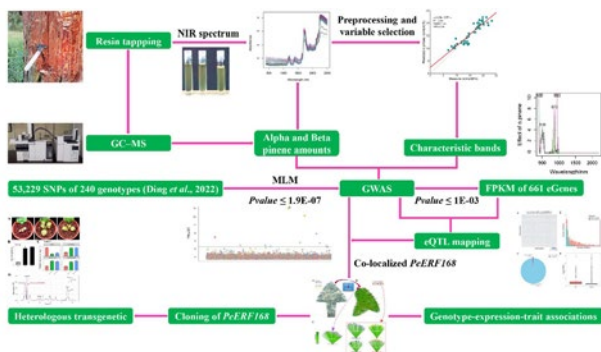 Resin tappping
NIR spectrum
Preprocessing and
variable selection
GC–MS
Alpha and Beta
pinene amounts
Characteristic bands
53,229 SNPs of 240 genotypes (Ding et al., 2022)
MLM
Pvalue ≤ 1.9E-07
GWAS
Pvalue ≤ 1E-03
FPKM of 661 eGenes
eQTL mapping
Co-localized PeERF168
Heterologous transgenetic
Cloning of PeERF168
Genotype-expression-trait associations